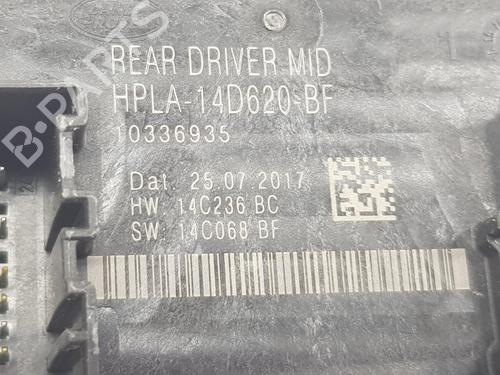 REAR DRIVER MID
HPLA-14D620-BF
10336935
Dat: 25.07.2017
HW: 14C236 BC
SW: 14C068 BF
B-PARTS